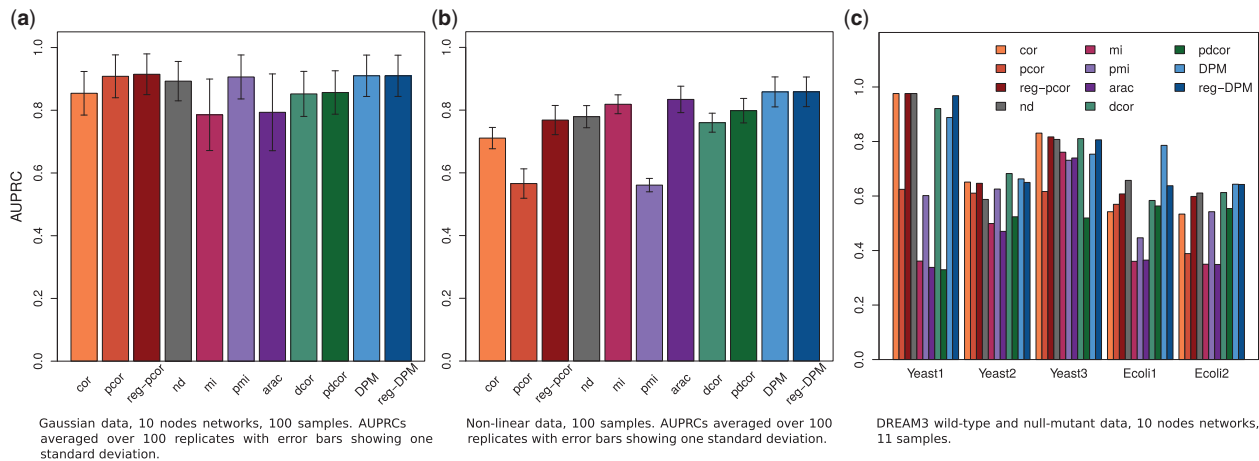 (a)
AUPRC
1.0
0.8
0.6
0.4
0.2
0.0
cor pcor reg-pcor nd mi pmi arac dcor pdcor DPM reg-DPM
Gaussian data, 10 nodes networks, 100 samples. AUPRCs
averaged over 100 replicates with error bars showing one
standard deviation.
(b)
1.0
0.8
0.6
0.4
0.2
0.0
cor pcor reg-pcor nd mi pmi arac dcor pdcor DPM reg-DPM
Non-linear data, 100 samples. AUPRCs averaged over 100
replicates with error bars showing one standard deviation.
(c)
cor mi pdcor
pcor pmi DPM
reg-pcor arac reg-DPM
nd dcor
1.0
0.8
0.6
0.4
0.2
0.0
Yeast1 Yeast2 Yeast3 Ecoli1 Ecoli2
DREAM3 wild-type and null-mutant data, 10 nodes networks,
11 samples.